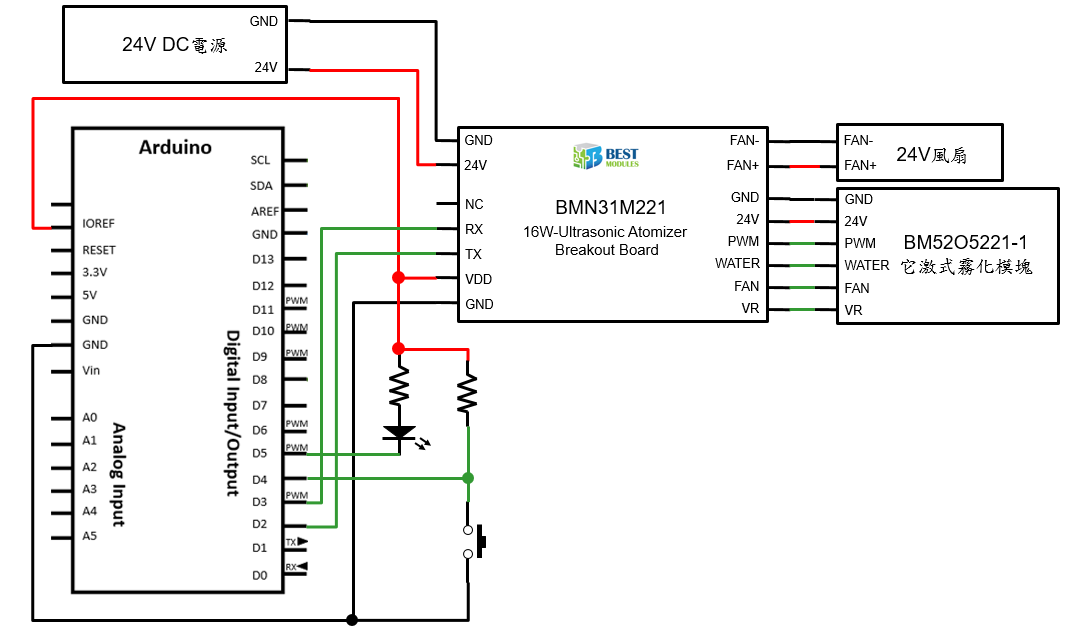 GND
24V DC電源
24V
Arduino
SCL
SDA
AREF
GND
D13
D12
PWM
D11
PWM
D10
PWM
D9
D8
D7
PWM
D6
PWM
D5
D4
PWM
D3
D2
TX
D1
RX
D0
IOREF
RESET
3.3V
5V
GND
GND
Vin
A0
A1
A2
A3
A4
A5
Analog Input
Digital Input/Output
GND
24V
NC
RX
TX
VDD
GND
BEST
MODULES
BMN31M221
16W-Ultrasonic Atomizer
Breakout Board
FAN-
FAN+
GND
24V
PWM
WATER
FAN
VR
FAN-
FAN+
24V風扇
GND
24V
PWM
WATER
FAN
VR
BM52O5221-1
它激式霧化模塊